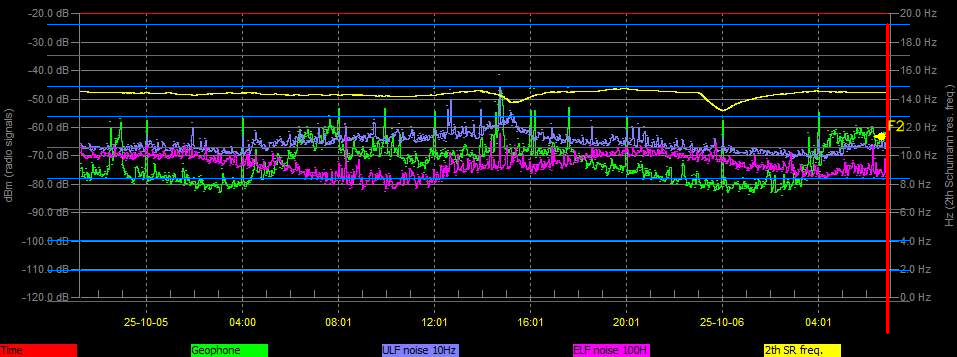 -20.0 dB 20.0 Hz
-30.0 dB 18.0 Hz
-40.0 dB 16.0 Hz
-50.0 dB 14.0 Hz
-60.0 dB 12.0 Hz
F2
-70.0 dB 10.0 Hz
-80.0 dB 8.0 Hz
-90.0 dB 6.0 Hz
-100.0 dB 4.0 Hz
-110.0 dB 2.0 Hz
-120.0 dB 0.0 Hz
dBm (radio signals)
Hz (2th Schumann res. freq.)
25-10-05 04:00 08:01 12:01 16:01 20:01 25-10-06 04:01
Time Geophone ULF noise 10Hz ELF noise 100H 2th SR freq.